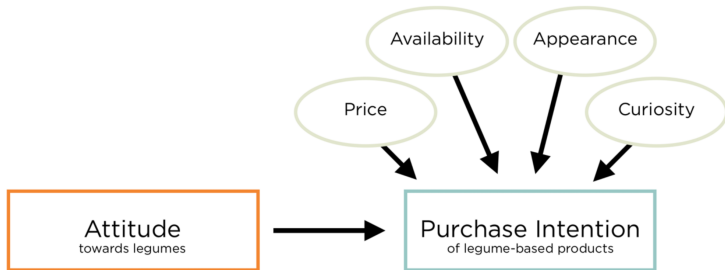 Availability
Appearance
Price
Curiosity
Attitude
towards legumes
Purchase Intention
of legume-based products